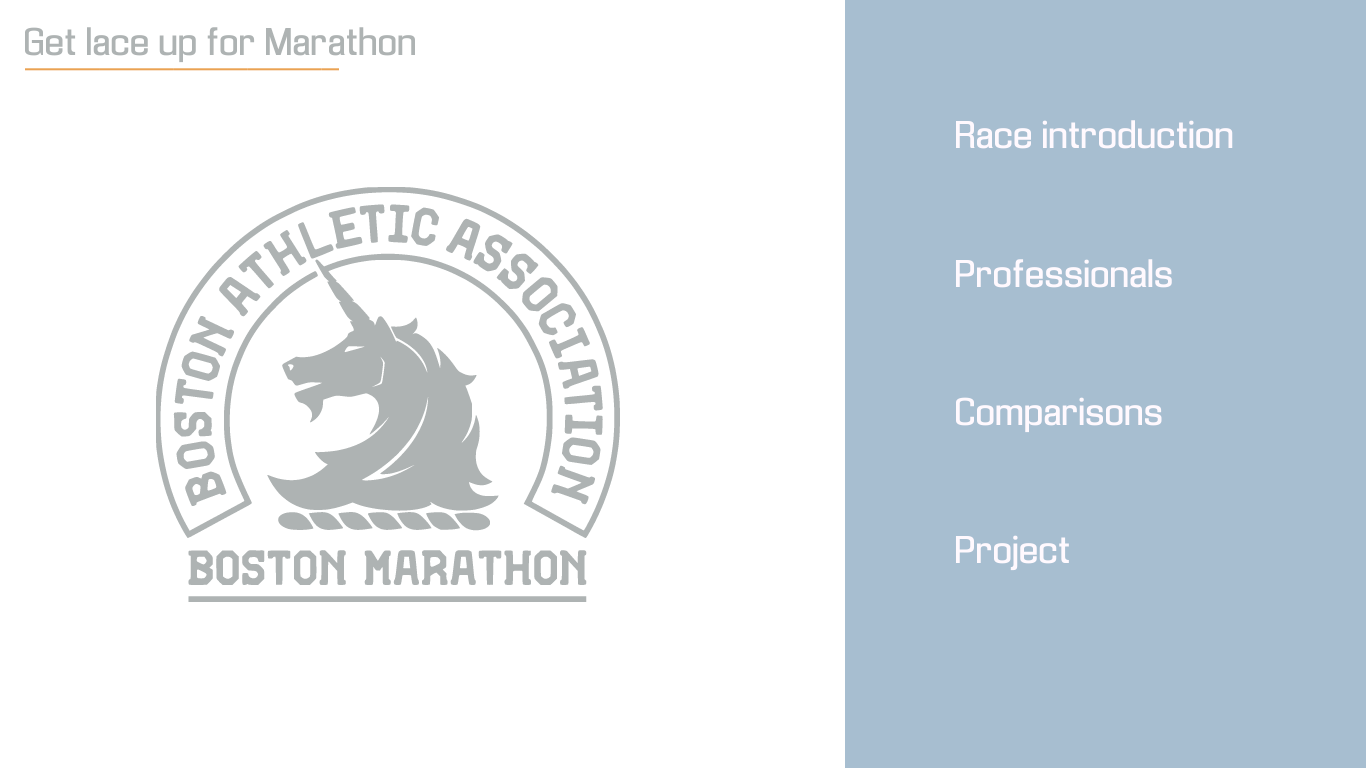 Get lace up for Marathon
BOSTON ATHLETIC ASSOCIATION
BOSTON MARATHON
Race introduction
Professionals
Comparisons
Project